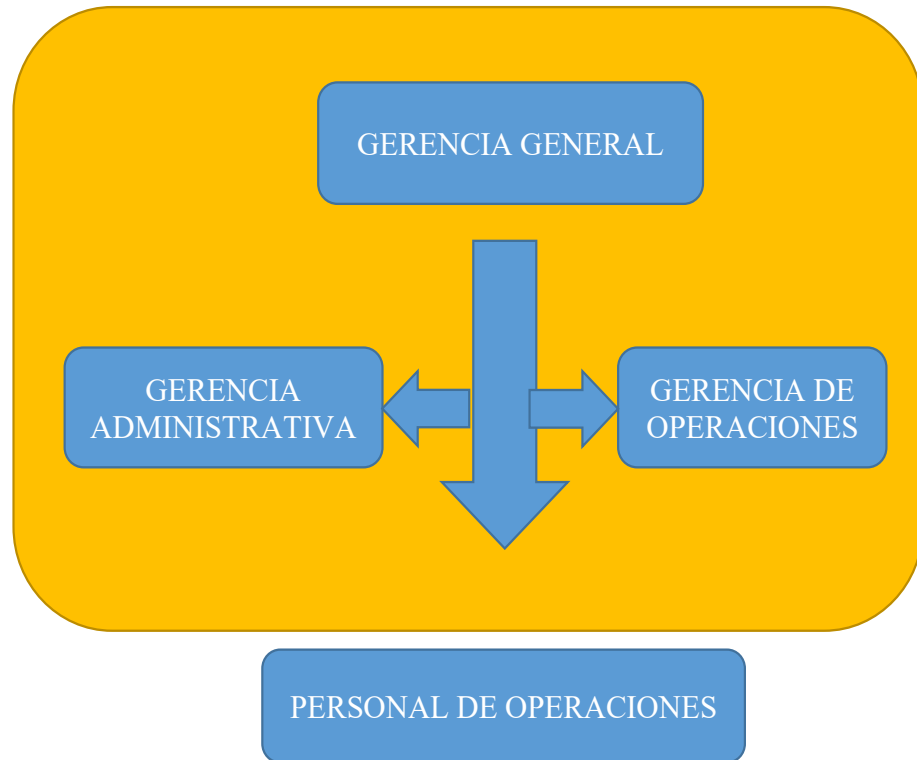 GERENCIA GENERAL
GERENCIA
ADMINISTRATIVA
GERENCIA DE
OPERACIONES
PERSONAL DE OPERACIONES